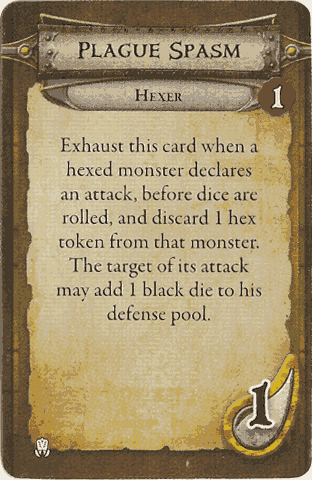 Plague Spasm
Hexer
1
Exhaust this card when a
hexed monster declares
an attack, before dice are
rolled, and discard 1 hex
token from that monster.
The target of its attack
may add 1 black die to his
defense pool.
1